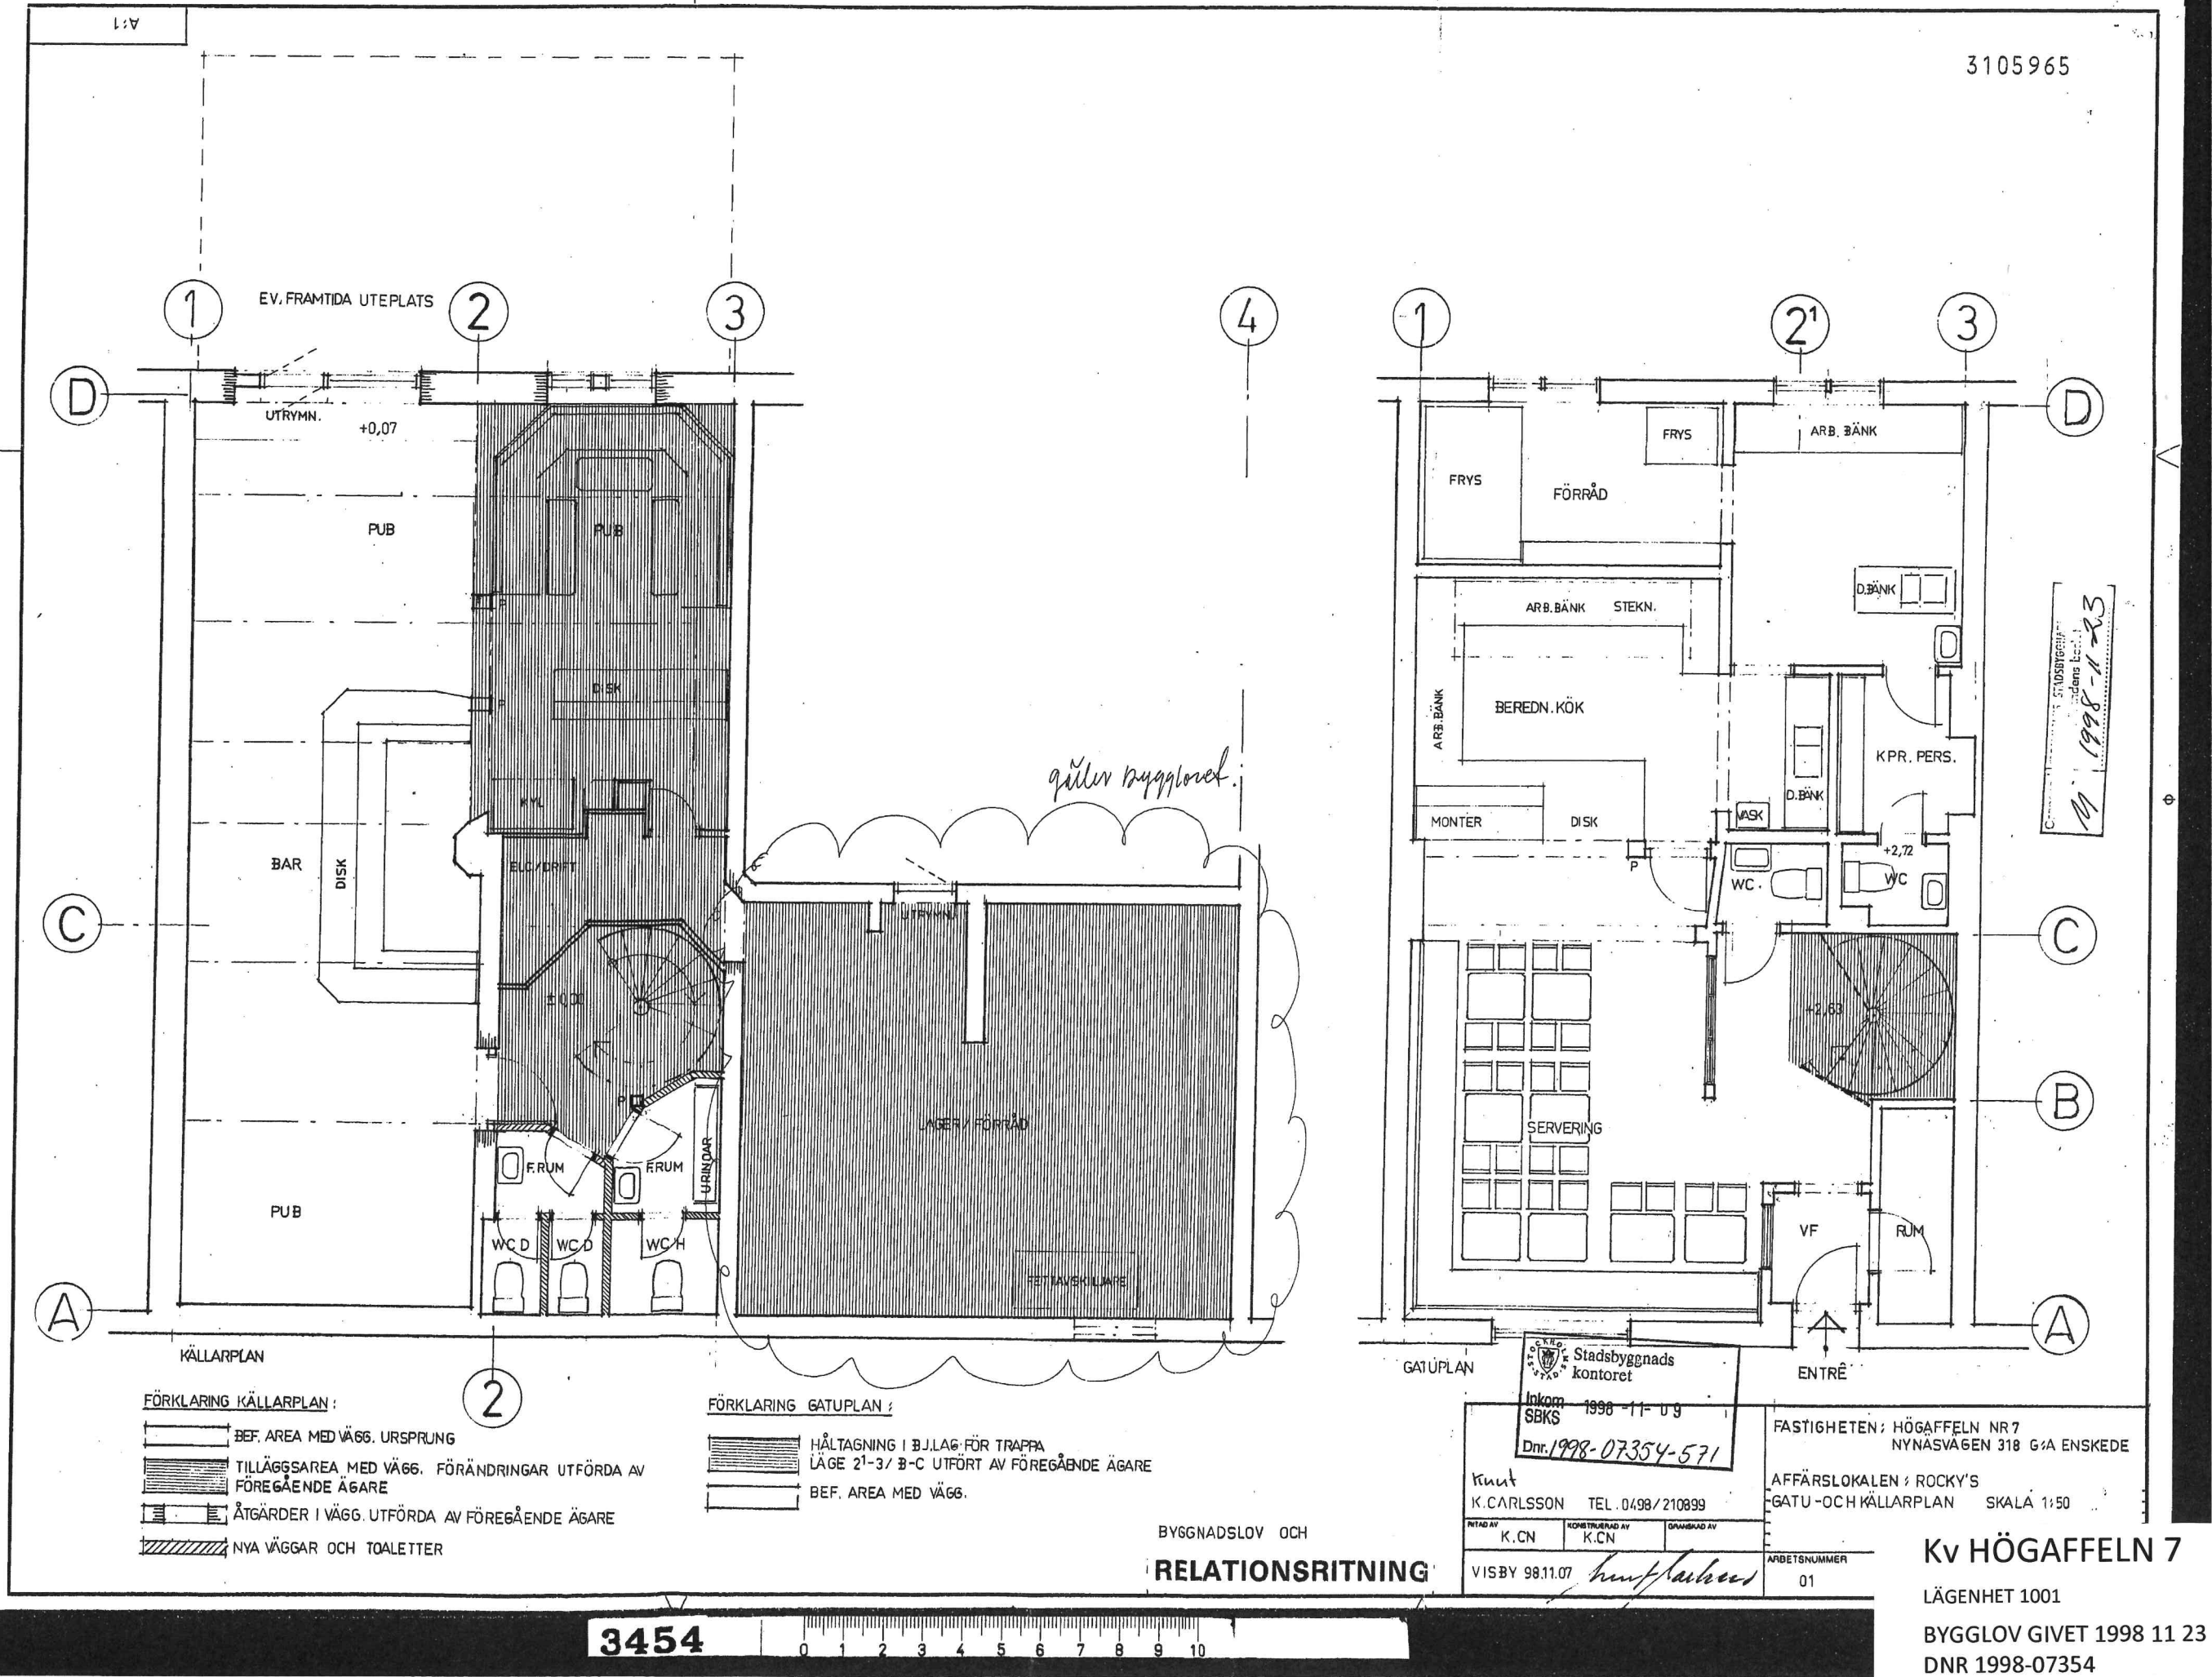 A:1
3105965
1
EV. FRAMTIDA UTEPLATS
2
3
4
1
2¹
3
D
UTRYMN.
+0,07
PUB
PUB
P
DISK
P
KYL
BAR
DISK
ELC/DRIFT
C
±0,00
P
F.RUM
F.RUM
URINOAR
PUB
WC D
WC D
WC H
A
KÄLLARPLAN
2
gäller bygglovet.
UTRYMN.
LAGER / FÖRRÅD
FETTAVSKILJARE
D
FRYS
ARB. BÄNK
FRYS
FÖRRÅD
D.BÄNK
ARB.BÄNK STEKN.
ARB.BÄNK
BEREDN. KÖK
KPR. PERS.
D.BÄNK
VASK
MONTER
DISK
P
+2,72
WC
WC
C
+2,63
B
SERVERING
VF
RUM
A
GATUPLAN
ENTRÉ
1998-11-23
FÖRKLARING KÄLLARPLAN :
BEF. AREA MED VÄGG. URSPRUNG
TILLÄGGSAREA MED VÄGG. FÖRÄNDRINGAR UTFÖRDA AV
FÖREGÅENDE ÄGARE
ÅTGÄRDER I VÄGG. UTFÖRDA AV FÖREGÅENDE ÄGARE
NYA VÄGGAR OCH TOALETTER
FÖRKLARING GATUPLAN :
HÅLTAGNING I BJ.LAG FÖR TRAPPA
LÄGE 2¹-3/ B-C UTFÖRT AV FÖREGÅENDE ÄGARE
BEF. AREA MED VÄGG.
BYGGNADSLOV OCH
RELATIONSRITNING
STOCKHOLMS STAD
Stadsbyggnads
kontoret
Inkom
SBKS 1998 -11- 09
Dnr. 1998-07354-571
Knut
K.CARLSSON TEL. 0498/210899
RITAD AV
K.CN
KONSTRUERAD AV
K.CN
GRANSKAD AV
VISBY 98.11.07
FASTIGHETEN: HÖGAFFELN NR 7
NYNÄSVÄGEN 318 G:A ENSKEDE
AFFÄRSLOKALEN : ROCKY'S
GATU-OCH KÄLLARPLAN SKALA 1:50
ARBETSNUMMER
01
Kv HÖGAFFELN 7
LÄGENHET 1001
BYGGLOV GIVET 1998 11 23
DNR 1998-07354
3454
0 1 2 3 4 5 6 7 8 9 10